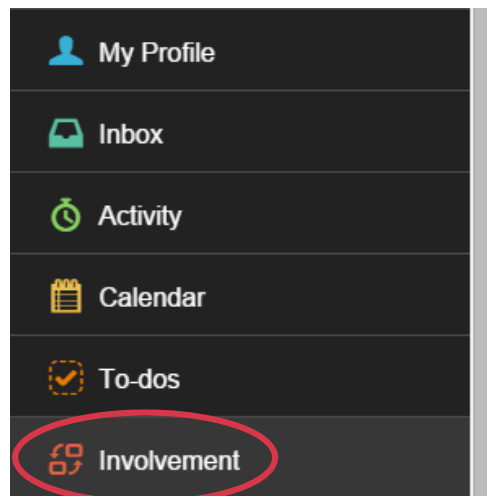 My Profile
Inbox
Activity
Calendar
To-dos
Involvement